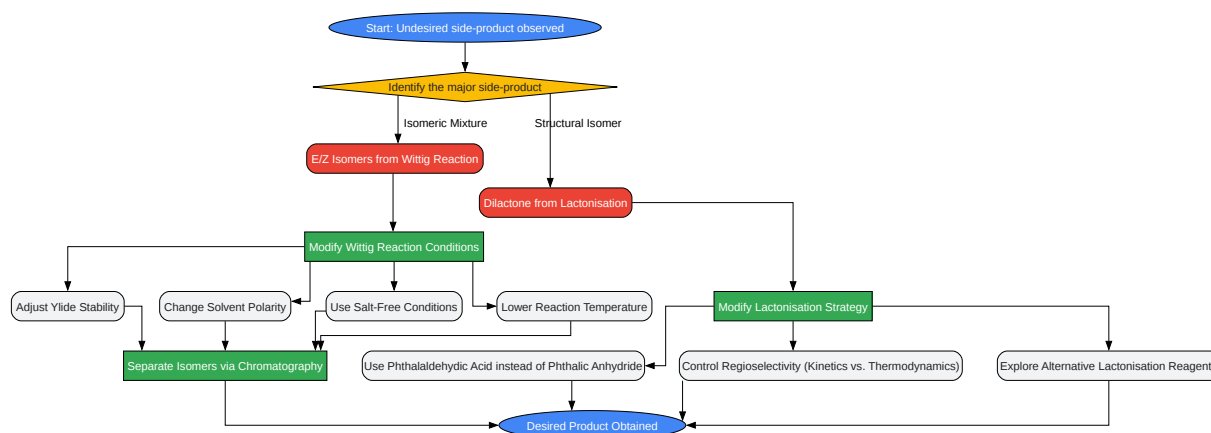 Start: Undesired side-product observed
Identify the major side-product
Isomeric Mixture
Structural Isomer
E/Z Isomers from Wittig Reaction
Dilactone from Lactonisation
Modify Wittig Reaction Conditions
Adjust Ylide Stability
Change Solvent Polarity
Use Salt-Free Conditions
Lower Reaction Temperature
Modify Lactonisation Strategy
Separate Isomers via Chromatography
Use Phthalaldehydic Acid instead of Phthalic Anhydride
Control Regioselectivity (Kinetics vs. Thermodynamics)
Explore Alternative Lactonisation Reagents
Desired Product Obtained